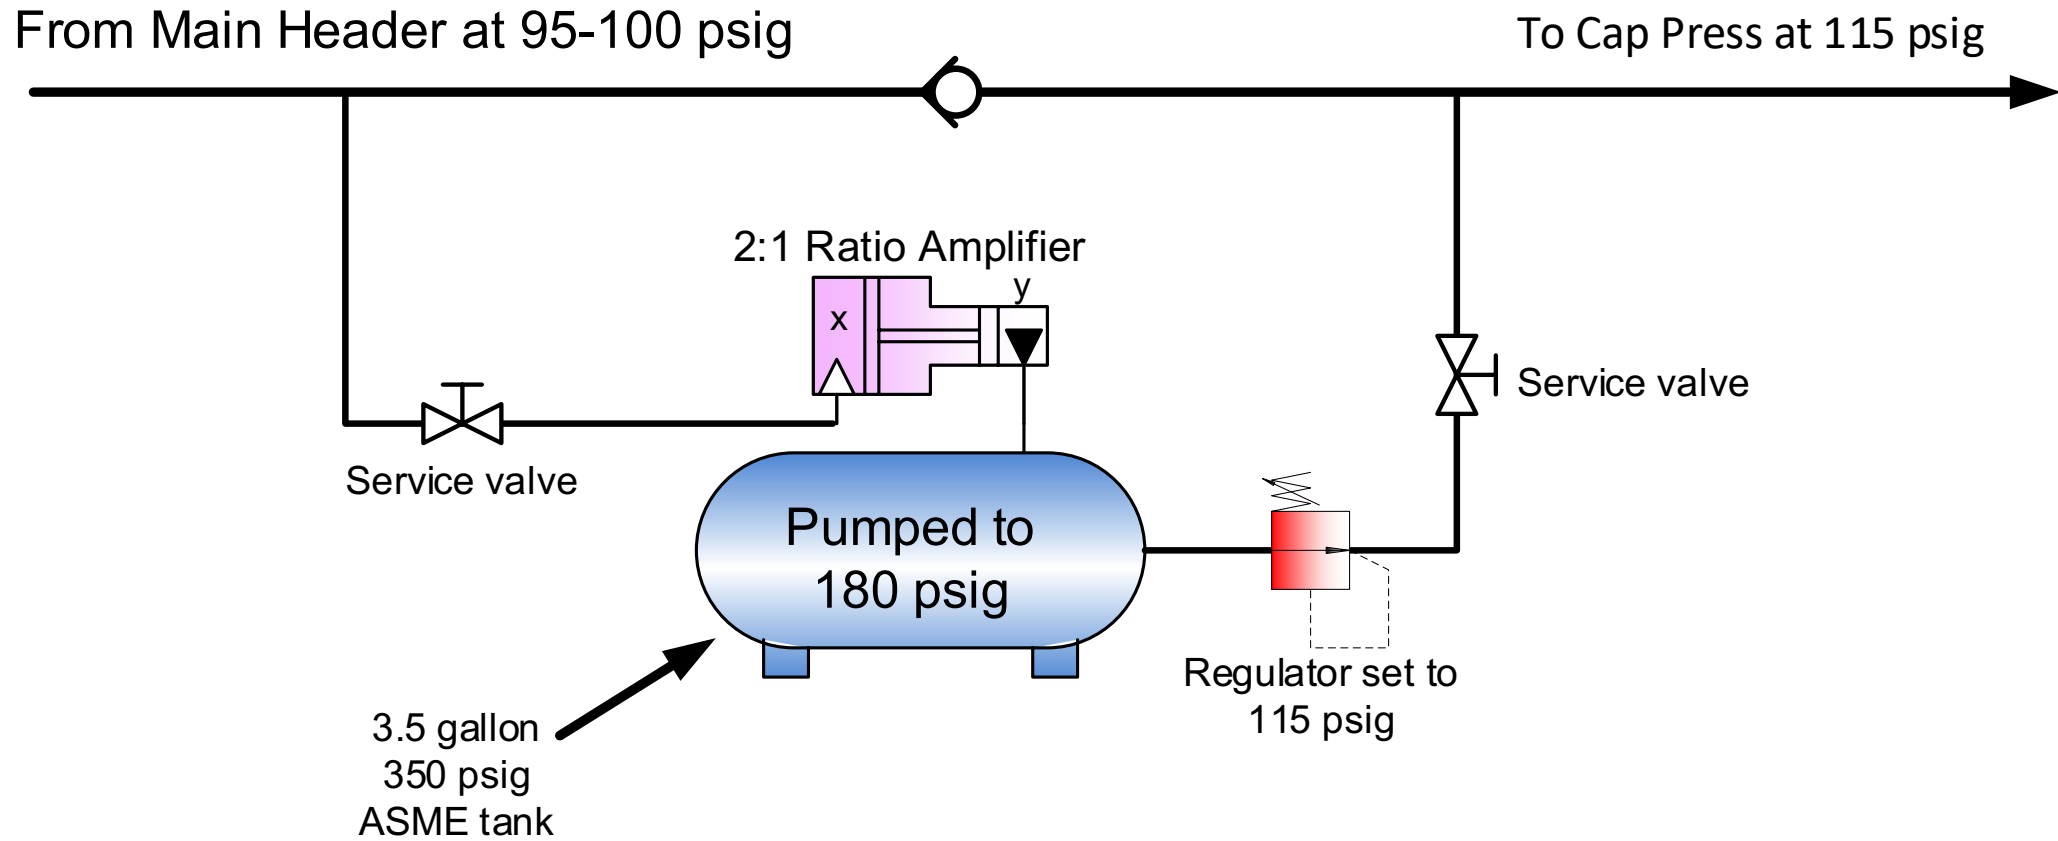 From Main Header at 95-100 psig
To Cap Press at 115 psig
2:1 Ratio Amplifier
y
x
Service valve
Service valve
Pumped to
180 psig
Regulator set to
115 psig
3.5 gallon
350 psig
ASME tank